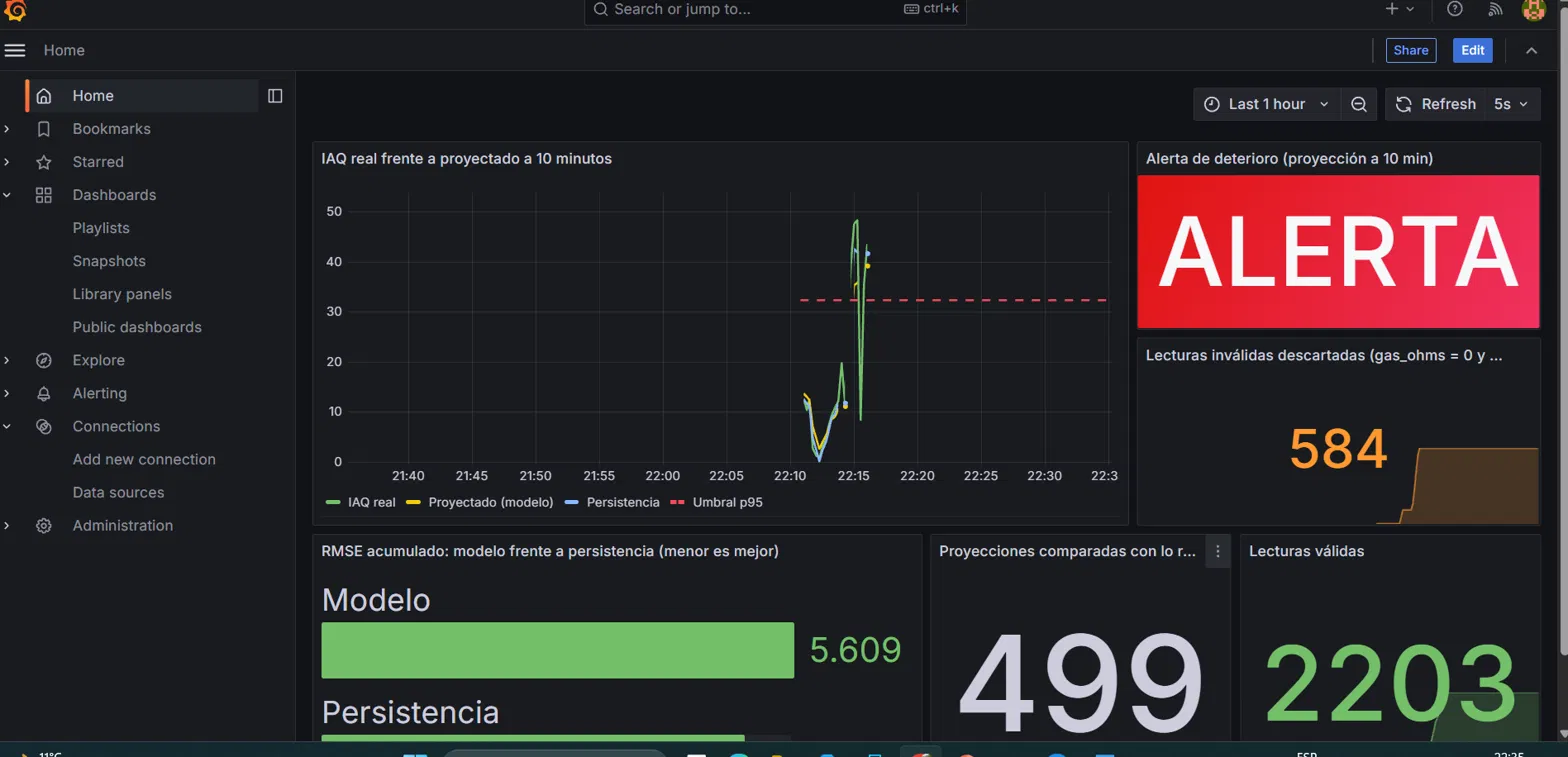 Search or jump to... ctrl+k
Home
Share
Edit
Home
Bookmarks
Starred
Dashboards
Playlists
Snapshots
Library panels
Public dashboards
Explore
Alerting
Connections
Add new connection
Data sources
Administration
Last 1 hour
Refresh 5s
IAQ real frente a proyectado a 10 minutos
50
40
30
20
10
0
21:40 21:45 21:50 21:55 22:00 22:05 22:10 22:15 22:20 22:25 22:30 22:3
IAQ real Proyectado (modelo) Persistencia Umbral p95
Alerta de deterioro (proyección a 10 min)
ALERTA
Lecturas inválidas descartadas (gas_ohms = 0 y ...
584
RMSE acumulado: modelo frente a persistencia (menor es mejor)
Modelo
5.609
Persistencia
Proyecciones comparadas con lo r...
499
Lecturas válidas
2203